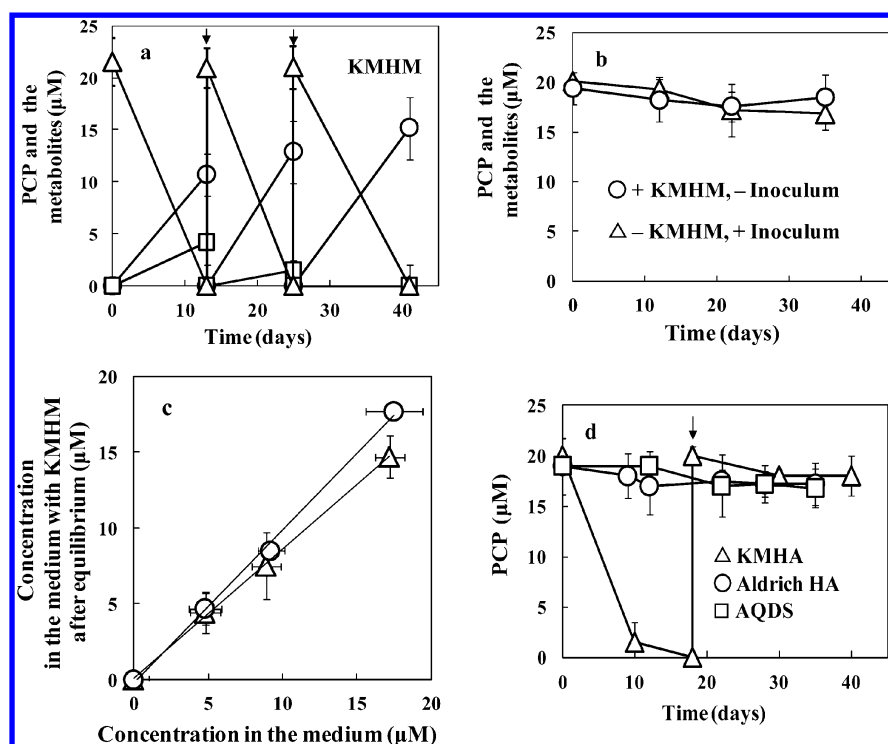 a
KMHM
PCP and the
metabolites (μM)
25
20
15
10
5
0
0
10
20
30
40
Time (days)
b
PCP and the
metabolites (μM)
25
20
15
10
5
0
+ KMHM, – Inoculum
– KMHM, + Inoculum
0
10
20
30
40
Time (days)
c
Concentration
in the medium with KMHM
after equilibrium (μM)
20
15
10
5
0
0
5
10
15
20
Concentration in the medium (μM)
d
PCP (μM)
25
20
15
10
5
0
KMHA
Aldrich HA
AQDS
0
10
20
30
40
Time (days)